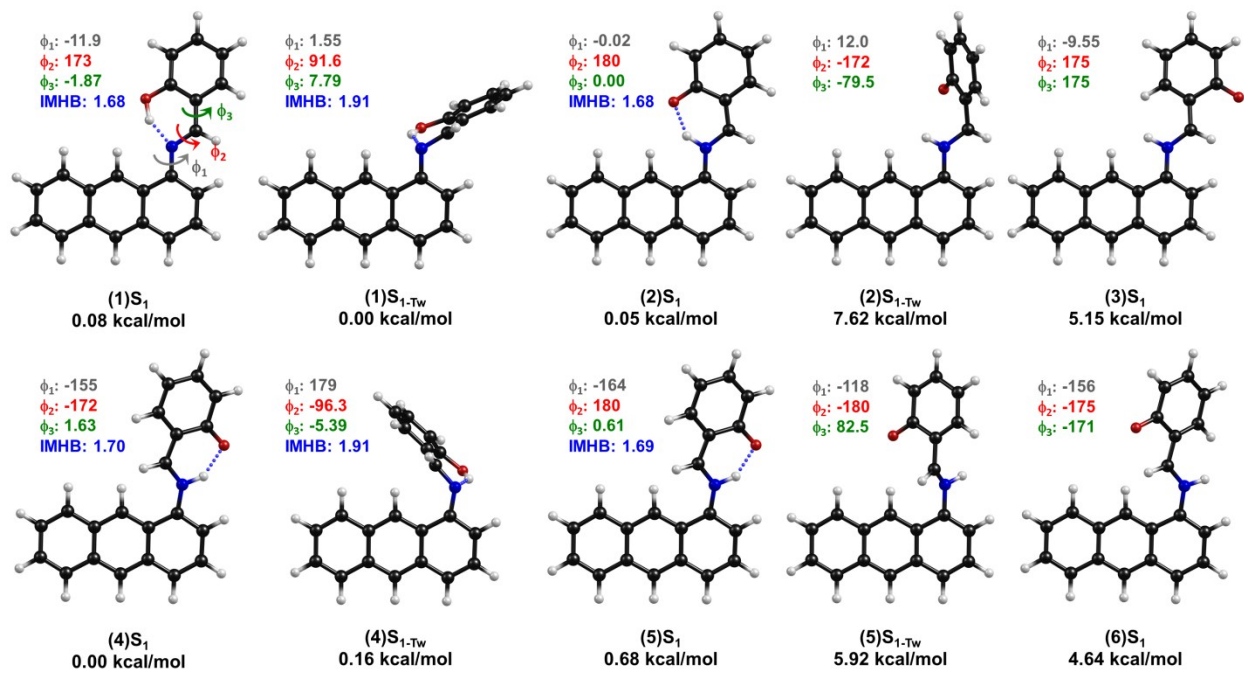 ϕ₁: -11.9
ϕ₂: 173
ϕ₃: -1.87
IMHB: 1.68
ϕ₃
ϕ₂
ϕ₁
(1)S₁
0.08 kcal/mol
ϕ₁: 1.55
ϕ₂: 91.6
ϕ₃: 7.79
IMHB: 1.91
(1)S₁₋Tw
0.00 kcal/mol
ϕ₁: -0.02
ϕ₂: 180
ϕ₃: 0.00
IMHB: 1.68
(2)S₁
0.05 kcal/mol
ϕ₁: 12.0
ϕ₂: -172
ϕ₃: -79.5
(2)S₁₋Tw
7.62 kcal/mol
ϕ₁: -9.55
ϕ₂: 175
ϕ₃: 175
(3)S₁
5.15 kcal/mol
ϕ₁: -155
ϕ₂: -172
ϕ₃: 1.63
IMHB: 1.70
(4)S₁
0.00 kcal/mol
ϕ₁: 179
ϕ₂: -96.3
ϕ₃: -5.39
IMHB: 1.91
(4)S₁₋Tw
0.16 kcal/mol
ϕ₁: -164
ϕ₂: 180
ϕ₃: 0.61
IMHB: 1.69
(5)S₁
0.68 kcal/mol
ϕ₁: -118
ϕ₂: -180
ϕ₃: 82.5
(5)S₁₋Tw
5.92 kcal/mol
ϕ₁: -156
ϕ₂: -175
ϕ₃: -171
(6)S₁
4.64 kcal/mol